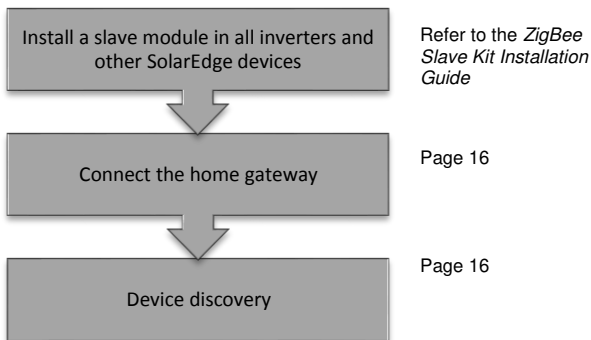 Install a slave module in all inverters and
other SolarEdge devices
Refer to the ZigBee
Slave Kit Installation
Guide
Connect the home gateway
Page 16
Device discovery
Page 16